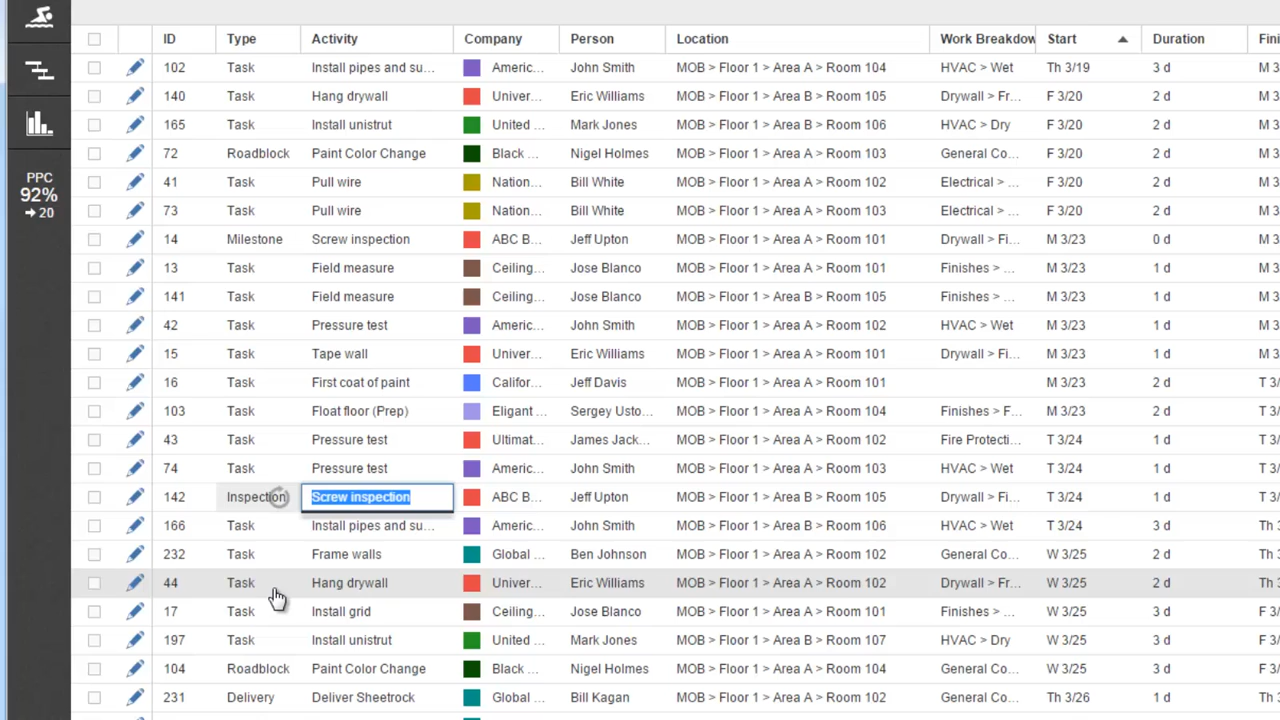 ID Type Activity Company Person Location Work Breakdow Start Duration Fini
102 Task Install pipes and su... Americ... John Smith MOB > Floor 1 > Area A > Room 104 HVAC > Wet Th 3/19 3 d M 3
140 Task Hang drywall Univer... Eric Williams MOB > Floor 1 > Area B > Room 105 Drywall > Fr... F 3/20 2 d M 3
165 Task Install unistrut United ... Mark Jones MOB > Floor 1 > Area B > Room 106 HVAC > Dry F 3/20 2 d M 3
72 Roadblock Paint Color Change Black ... Nigel Holmes MOB > Floor 1 > Area A > Room 103 General Co... F 3/20 2 d M 3
PPC
92%
➔ 20
41 Task Pull wire Nation... Bill White MOB > Floor 1 > Area A > Room 102 Electrical > ... F 3/20 2 d M 3
73 Task Pull wire Nation... Bill White MOB > Floor 1 > Area A > Room 103 Electrical > ... F 3/20 2 d M 3
14 Milestone Screw inspection ABC B... Jeff Upton MOB > Floor 1 > Area A > Room 101 Drywall > Fi... M 3/23 0 d M 3
13 Task Field measure Ceiling... Jose Blanco MOB > Floor 1 > Area A > Room 101 Finishes > ... M 3/23 1 d M 3
141 Task Field measure Ceiling... Jose Blanco MOB > Floor 1 > Area B > Room 105 Finishes > ... M 3/23 1 d M 3
42 Task Pressure test Americ... John Smith MOB > Floor 1 > Area A > Room 102 HVAC > Wet M 3/23 1 d M 3
15 Task Tape wall Univer... Eric Williams MOB > Floor 1 > Area A > Room 101 Drywall > Fi... M 3/23 1 d M 3
16 Task First coat of paint Califor... Jeff Davis MOB > Floor 1 > Area A > Room 101 M 3/23 2 d T 3/
103 Task Float floor (Prep) Eligant ... Sergey Usto... MOB > Floor 1 > Area A > Room 104 Finishes > F... M 3/23 2 d T 3/
43 Task Pressure test Ultimat... James Jack... MOB > Floor 1 > Area A > Room 102 Fire Protecti... T 3/24 1 d T 3/
74 Task Pressure test Americ... John Smith MOB > Floor 1 > Area A > Room 103 HVAC > Wet T 3/24 1 d T 3/
142 Inspection Screw inspection ABC B... Jeff Upton MOB > Floor 1 > Area B > Room 105 Drywall > Fi... T 3/24 1 d T 3/
166 Task Install pipes and su... Americ... John Smith MOB > Floor 1 > Area B > Room 106 HVAC > Wet T 3/24 3 d Th 3
232 Task Frame walls Global ... Ben Johnson MOB > Floor 1 > Area A > Room 102 General Co... W 3/25 2 d Th 3
44 Task Hang drywall Univer... Eric Williams MOB > Floor 1 > Area A > Room 102 Drywall > Fr... W 3/25 2 d Th 3
17 Task Install grid Ceiling... Jose Blanco MOB > Floor 1 > Area A > Room 101 Finishes > ... W 3/25 3 d F 3/
197 Task Install unistrut United ... Mark Jones MOB > Floor 1 > Area B > Room 107 HVAC > Dry W 3/25 3 d F 3/
104 Roadblock Paint Color Change Black ... Nigel Holmes MOB > Floor 1 > Area A > Room 104 General Co... W 3/25 3 d F 3/
231 Delivery Deliver Sheetrock Global ... Bill Kagan MOB > Floor 1 > Area A > Room 102 General Co... Th 3/26 1 d Th 3